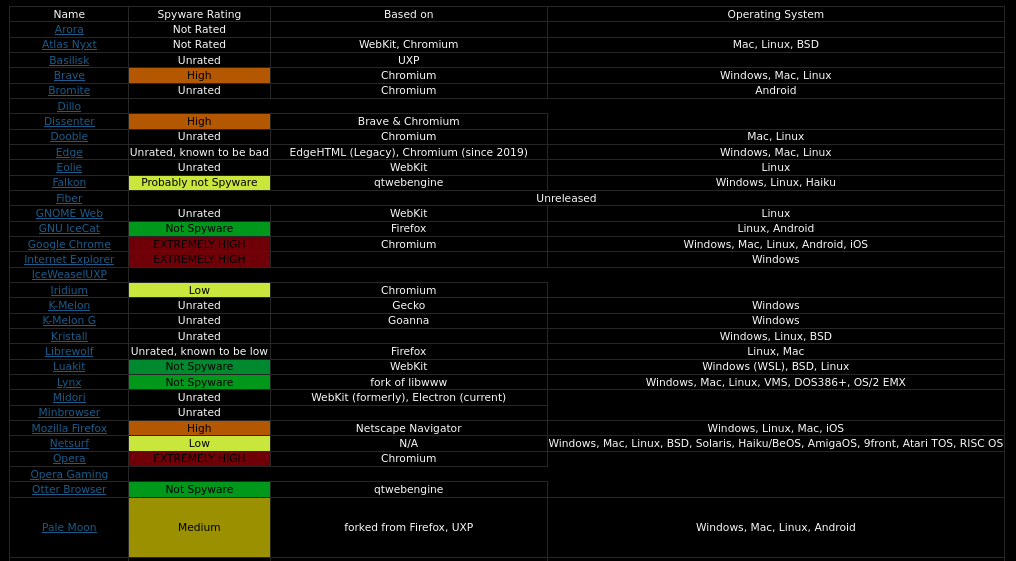 Name Spyware Rating Based on Operating System
Arora Not Rated
Atlas Nyxt Not Rated WebKit, Chromium Mac, Linux, BSD
Basilisk Unrated UXP
Brave High Chromium Windows, Mac, Linux
Bromite Unrated Chromium Android
Dillo
Dissenter High Brave & Chromium
Dooble Unrated Chromium Mac, Linux
Edge Unrated, known to be bad EdgeHTML (Legacy), Chromium (since 2019) Windows, Mac, Linux
Eolie Unrated WebKit Linux
Falkon Probably not Spyware qtwebengine Windows, Linux, Haiku
Fiber Unreleased
GNOME Web Unrated WebKit Linux
GNU IceCat Not Spyware Firefox Linux, Android
Google Chrome EXTREMELY HIGH Chromium Windows, Mac, Linux, Android, iOS
Internet Explorer EXTREMELY HIGH Windows
IceWeaselUXP
Iridium Low Chromium
K-Melon Unrated Gecko Windows
K-Melon G Unrated Goanna Windows
Kristall Unrated Windows, Linux, BSD
Librewolf Unrated, known to be low Firefox Linux, Mac
Luakit Not Spyware WebKit Windows (WSL), BSD, Linux
Lynx Not Spyware fork of libwww Windows, Mac, Linux, VMS, DOS386+, OS/2 EMX
Midori Unrated WebKit (formerly), Electron (current)
Minbrowser Unrated
Mozilla Firefox High Netscape Navigator Windows, Linux, Mac, iOS
Netsurf Low N/A Windows, Mac, Linux, BSD, Solaris, Haiku/BeOS, AmigaOS, 9front, Atari TOS, RISC OS
Opera EXTREMELY HIGH Chromium
Opera Gaming
Otter Browser Not Spyware qtwebengine
Pale Moon Medium forked from Firefox, UXP Windows, Mac, Linux, Android